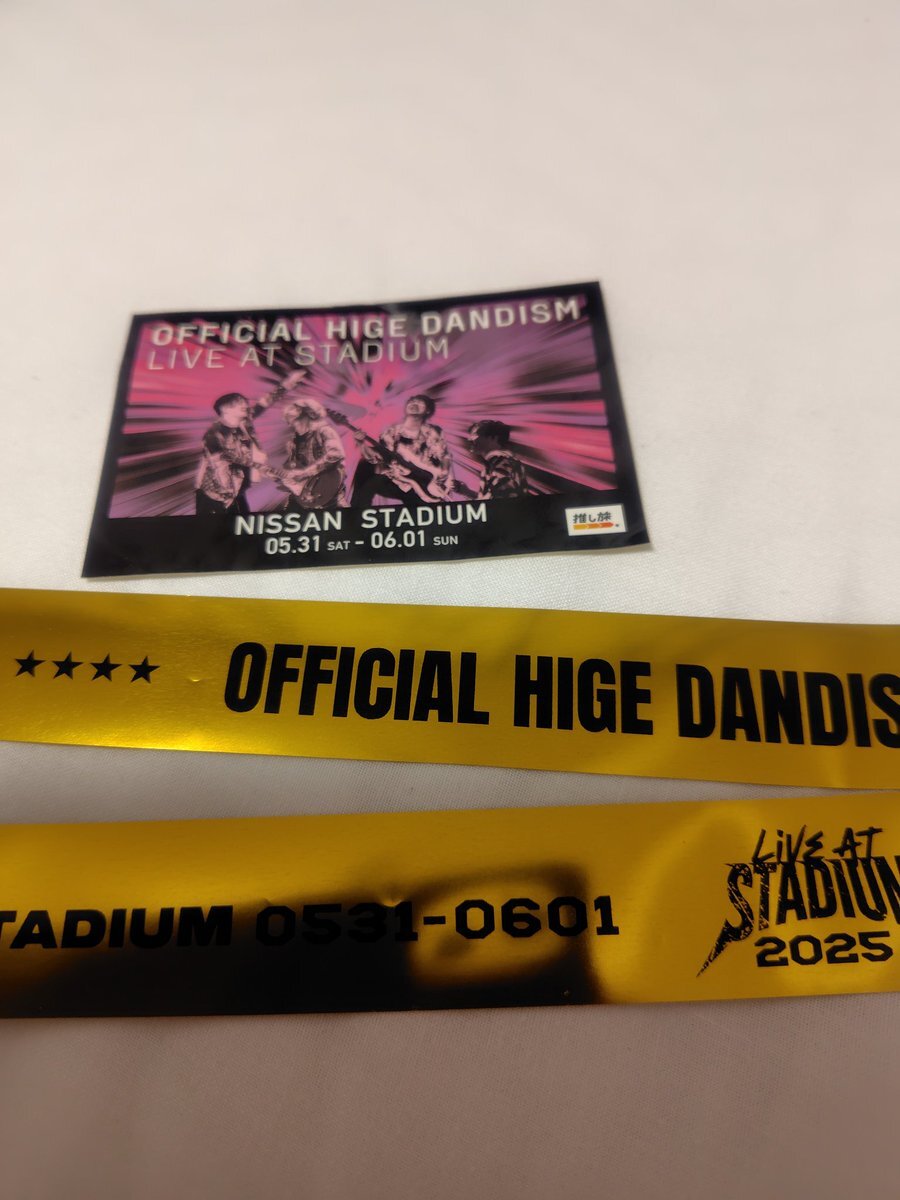 OFFICIAL HIGE DANDISM
LIVE AT STADIUM
NISSAN STADIUM
05.31 SAT - 06.01 SUN
推し旅
★★★★ OFFICIAL HIGE DANDIS
TADIUM 0531-0601
LiVE AT
STADIUM
2025